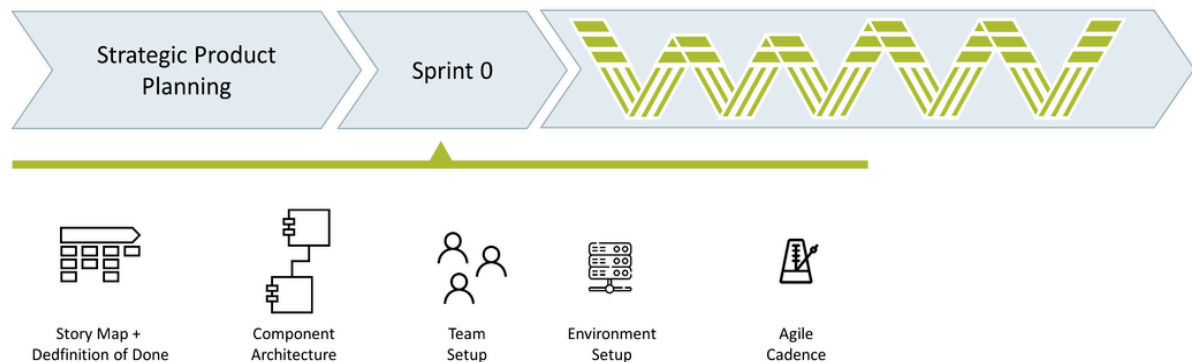 Strategic Product
Planning
Sprint 0
Story Map +
Dedfinition of Done
Component
Architecture
Team
Setup
Environment
Setup
Agile
Cadence